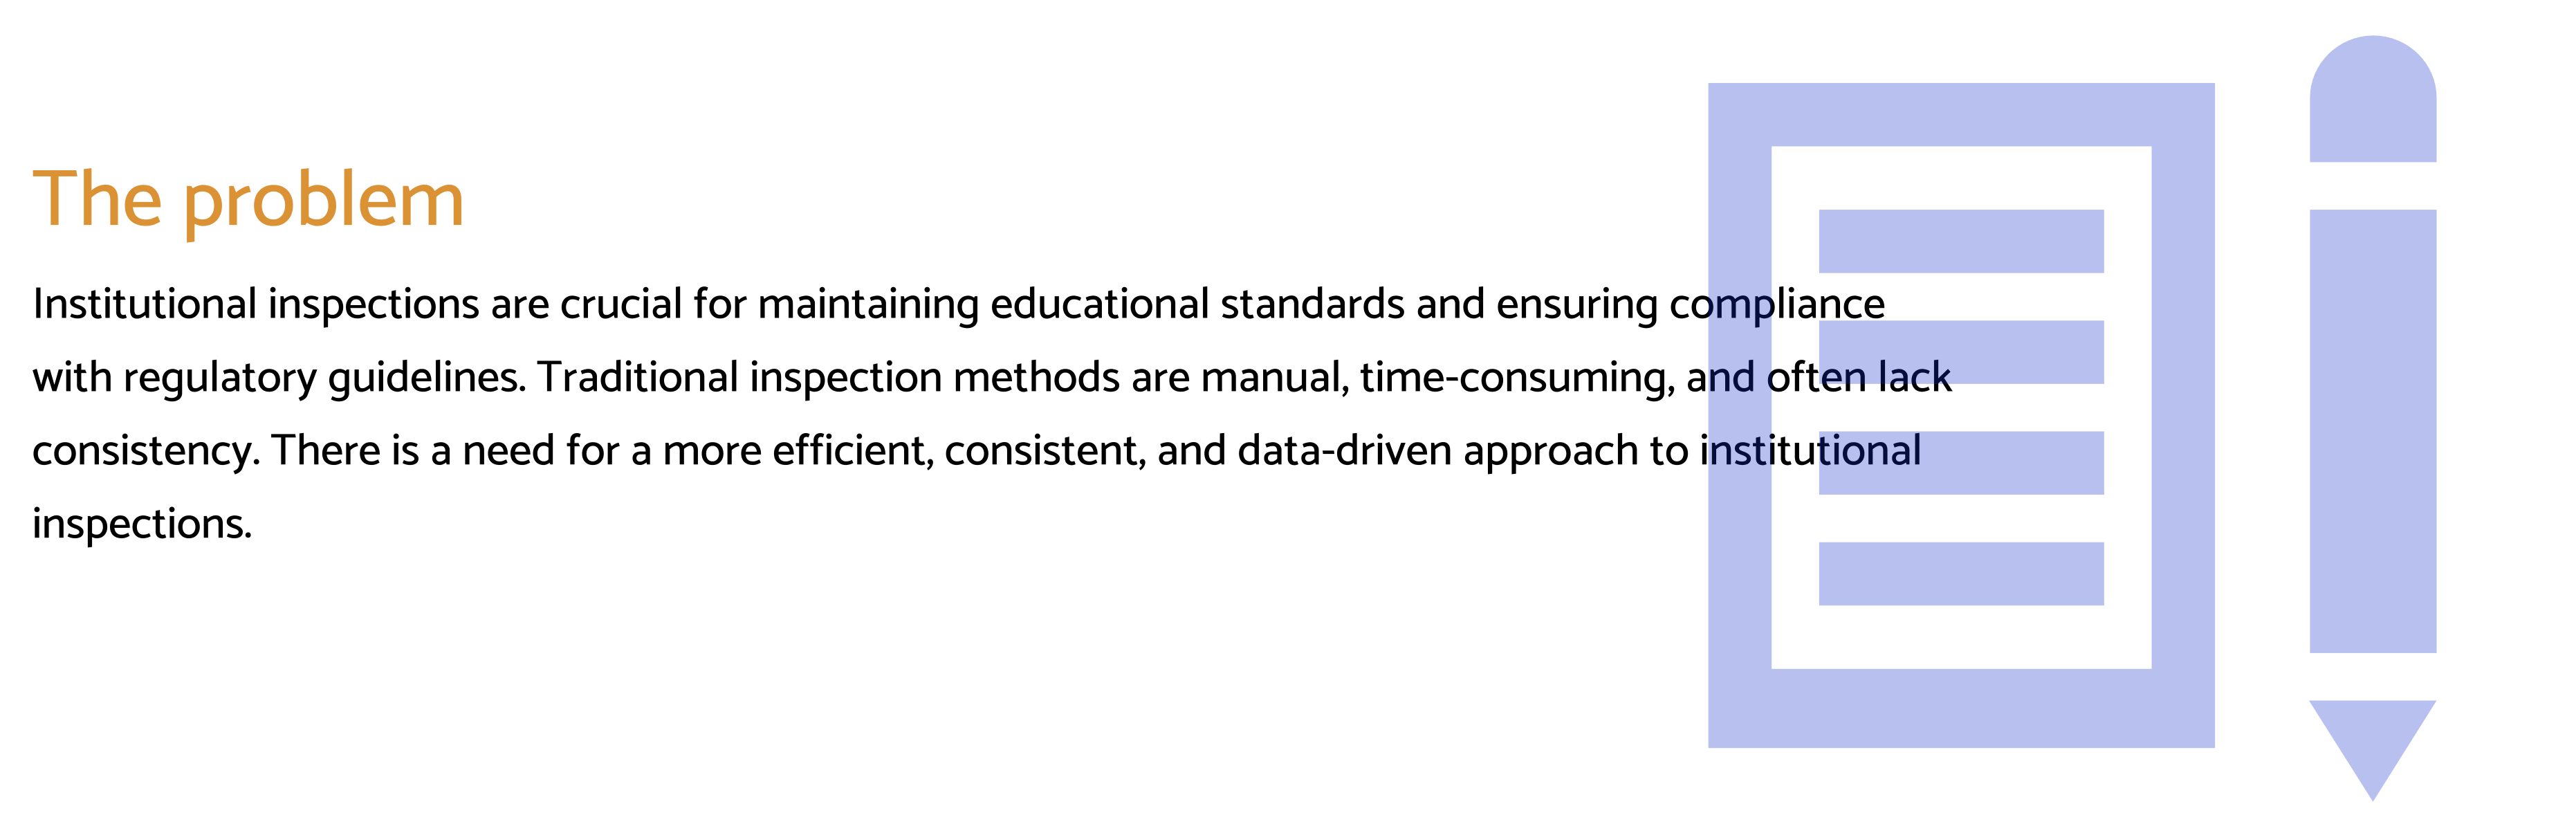 The problem
Institutional inspections are crucial for maintaining educational standards and ensuring compliance
with regulatory guidelines. Traditional inspection methods are manual, time-consuming, and often lack
consistency. There is a need for a more efficient, consistent, and data-driven approach to institutional
inspections.